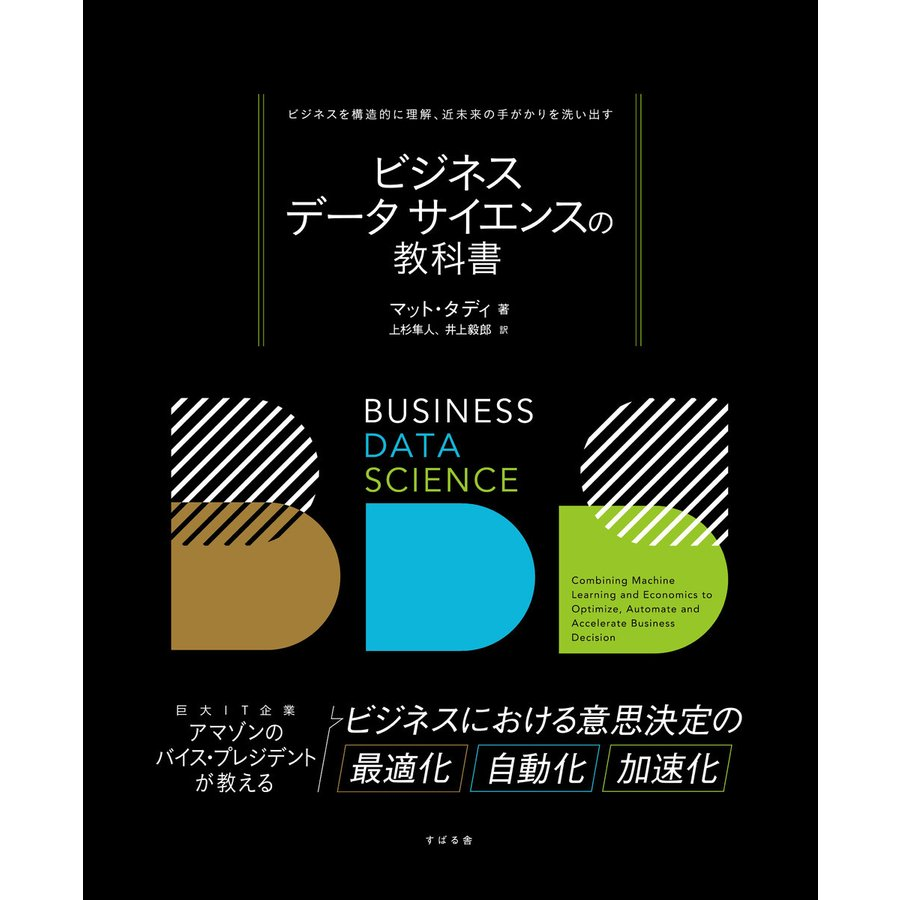 ビジネスを構造的に理解、近未来の手がかりを洗い出す
ビジネス
データ サイエンスの
教科書
マット・タディ 著
上杉隼人、井上毅郎 訳
BUSINESS
DATA
SCIENCE
Combining Machine
Learning and Economics to
Optimize, Automate and
Accelerate Business
Decision
巨大IT企業
アマゾンの
バイス・プレジデント
が教える
ビジネスにおける意思決定の
最適化 自動化 加速化
すばる舎